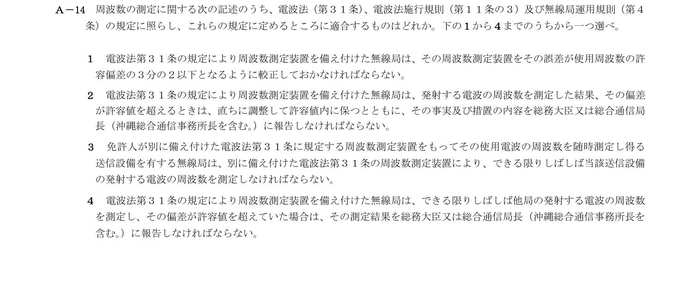 A－14　周波数の測定に関する次の記述のうち、電波法（第３１条）、電波法施行規則（第１１条の３）及び無線局運用規則（第４
条）の規定に照らし、これらの規定に定めるところに適合するものはどれか。下の１から４までのうちから一つ選べ。
1　電波法第３１条の規定により周波数測定装置を備え付けた無線局は、その周波数測定装置をその誤差が使用周波数の許
容偏差の３分の２以下となるように較正しておかなければならない。
2　電波法第３１条の規定により周波数測定装置を備え付けた無線局は、発射する電波の周波数を測定した結果、その偏差
が許容値を超えるときは、直ちに調整して許容値内に保つとともに、その事実及び措置の内容を総務大臣又は総合通信局
長（沖縄総合通信事務所長を含む。）に報告しなければならない。
3　免許人が別に備え付けた電波法第３１条に規定する周波数測定装置をもってその使用電波の周波数を随時測定し得る
送信設備を有する無線局は、別に備え付けた電波法第３１条の周波数測定装置により、できる限りしばしば当該送信設備
の発射する電波の周波数を測定しなければならない。
4　電波法第３１条の規定により周波数測定装置を備え付けた無線局は、できる限りしばしば他局の発射する電波の周波数
を測定し、その偏差が許容値を超えていた場合は、その測定結果を総務大臣又は総合通信局長（沖縄総合通信事務所長を
含む。）に報告しなければならない。